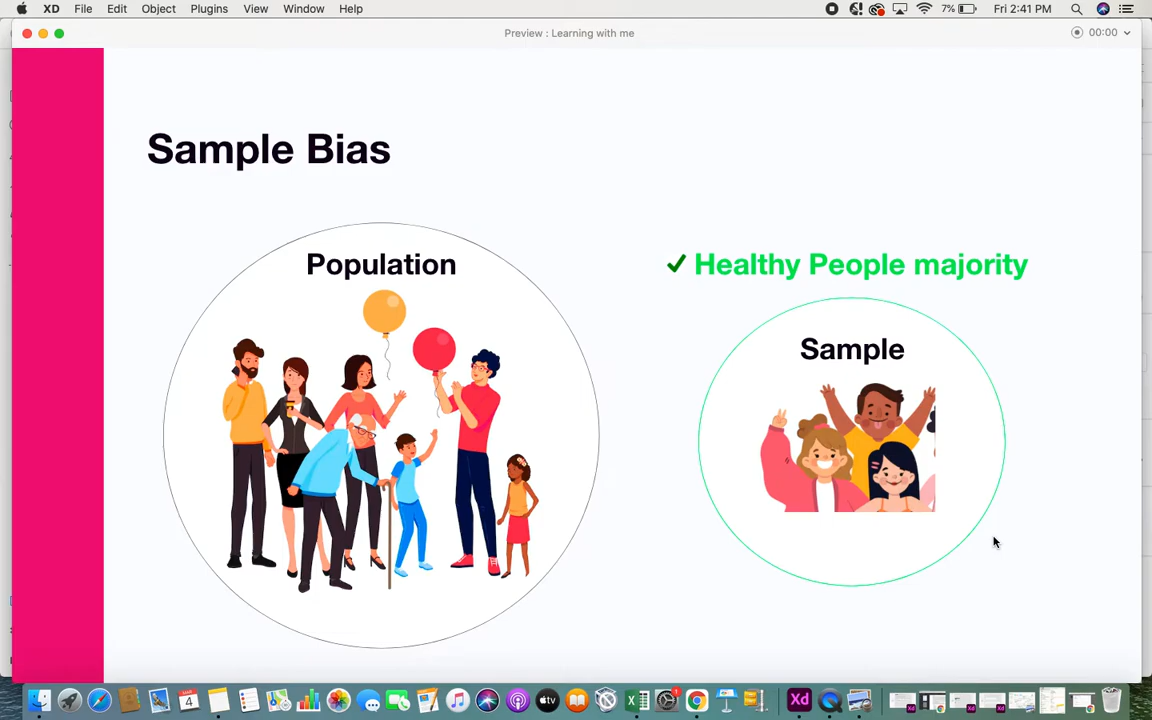 XD File Edit Object Plugins View Window Help 7% Fri 2:41 PM
Preview : Learning with me 00:00
Sample Bias
Population
✓ Healthy People majority
Sample